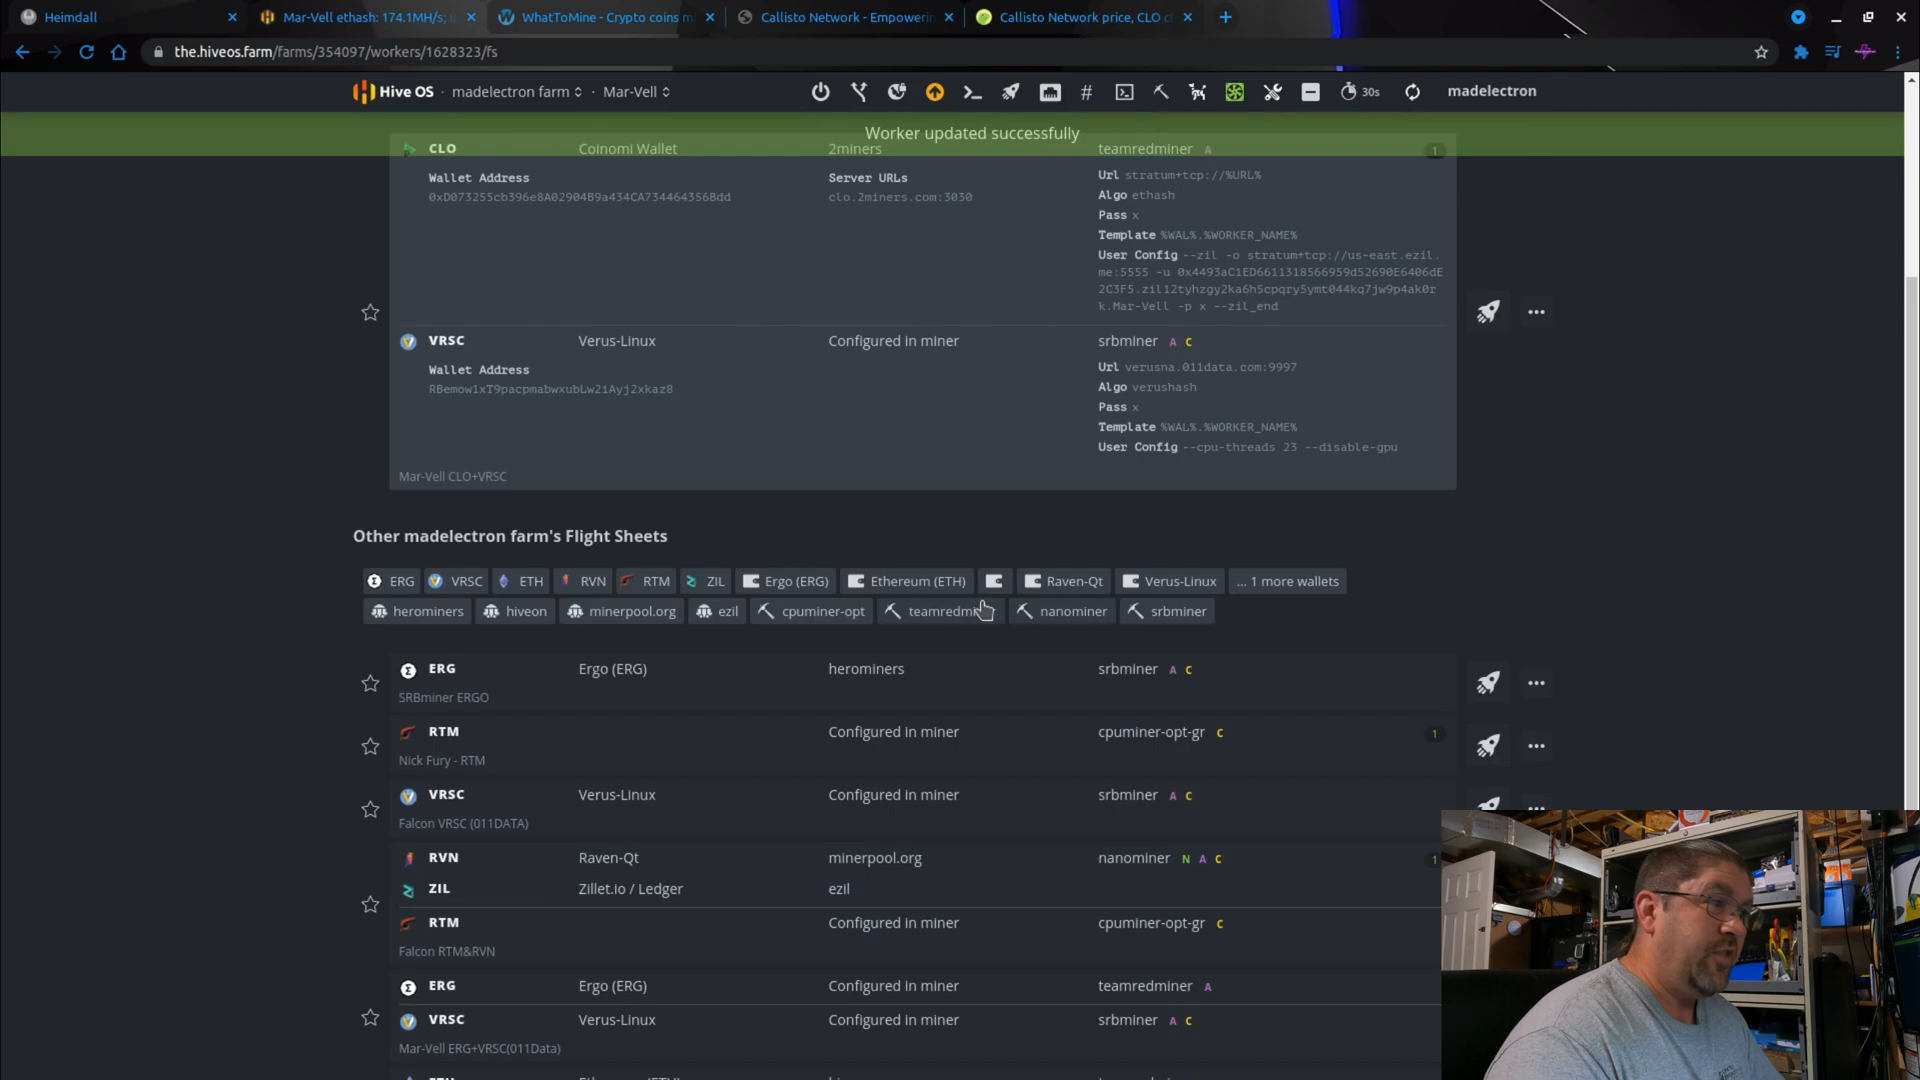 Heimdall
Mar-Vell ethash: 174.1MH/s;
WhatToMine - Crypto coins mi
Callisto Network - Empowerin
Callisto Network price, CLO c
the.hiveos.farm/farms/354097/workers/1628323/fs
Hive OS · madelectron farm · Mar-Vell
30s
madelectron
Worker updated successfully
CLO Coinomi Wallet 2miners teamredminer A 1
Wallet Address
0xD073255cb396e8A02904B9a434CA734464356Bdd
Server URLs
clo.2miners.com:3030
Url stratum+tcp://%URL%
Algo ethash
Pass x
Template %WAL%.%WORKER_NAME%
User Config --zil -o stratum+tcp://us-east.ezil.
me:5555 -u 0x4493aC1ED6611318566959d52690E6406dE
2C3F5.zil12tyhzgy2ka6h5cpqry5ymt044kq7jw9p4ak0r
k.Mar-Vell -p x --zil_end
VRSC Verus-Linux Configured in miner srbminer A C
Wallet Address
RBemow1xT9pacpmabwxubLw2iAyj2xkaz8
Url verusna.011data.com:9997
Algo verushash
Pass x
Template %WAL%.%WORKER_NAME%
User Config --cpu-threads 23 --disable-gpu
Mar-Vell CLO+VRSC
Other madelectron farm's Flight Sheets
ERG VRSC ETH RVN RTM ZIL Ergo (ERG) Ethereum (ETH) Raven-Qt Verus-Linux ... 1 more wallets
herominers hiveon minerpool.org ezil cpuminer-opt teamredmi nanominer srbminer
ERG Ergo (ERG) herominers srbminer A C
SRBminer ERGO
RTM Configured in miner cpuminer-opt-gr C 1
Nick Fury - RTM
VRSC Verus-Linux Configured in miner srbminer A C
Falcon VRSC (011DATA)
RVN Raven-Qt minerpool.org nanominer N A C 1
ZIL Zillet.io / Ledger ezil
RTM Configured in miner cpuminer-opt-gr C
Falcon RTM&RVN
ERG Ergo (ERG) Configured in miner teamredminer A
VRSC Verus-Linux Configured in miner srbminer A C
Mar-Vell ERG+VRSC(011Data)